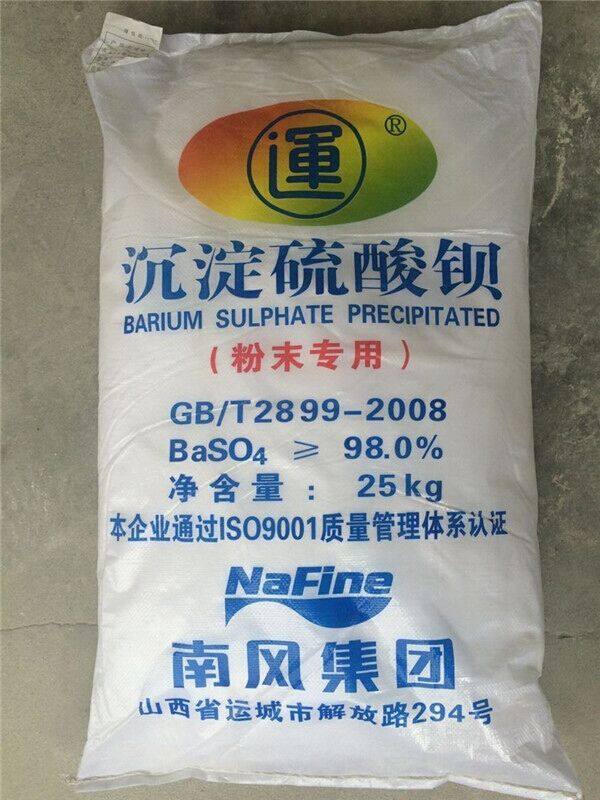 運®
沉淀硫酸钡
BARIUM SULPHATE PRECIPITATED
(粉末专用)
GB/T2899-2008
BaSO₄ ≥ 98.0%
净含量: 25kg
本企业通过ISO9001质量管理体系认证
NaFine
南风集团
山西省运城市解放路294号